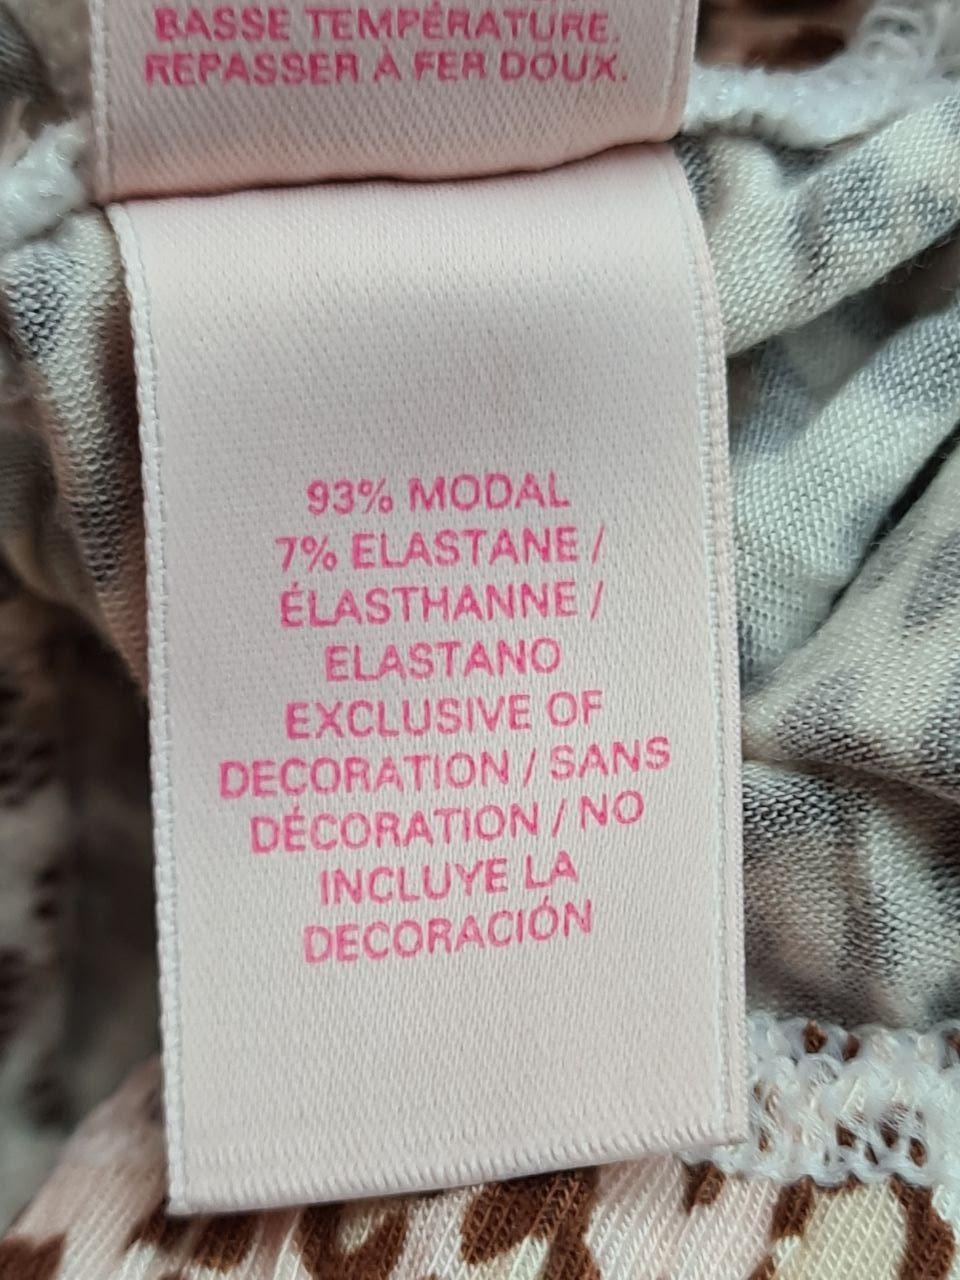 BASSE TEMPÉRATURE.
REPASSER À FER DOUX.
93% MODAL
7% ELASTANE /
ÉLASTHANNE /
ELASTANO
EXCLUSIVE OF
DECORATION / SANS
DÉCORATION / NO
INCLUYE LA
DECORACIÓN